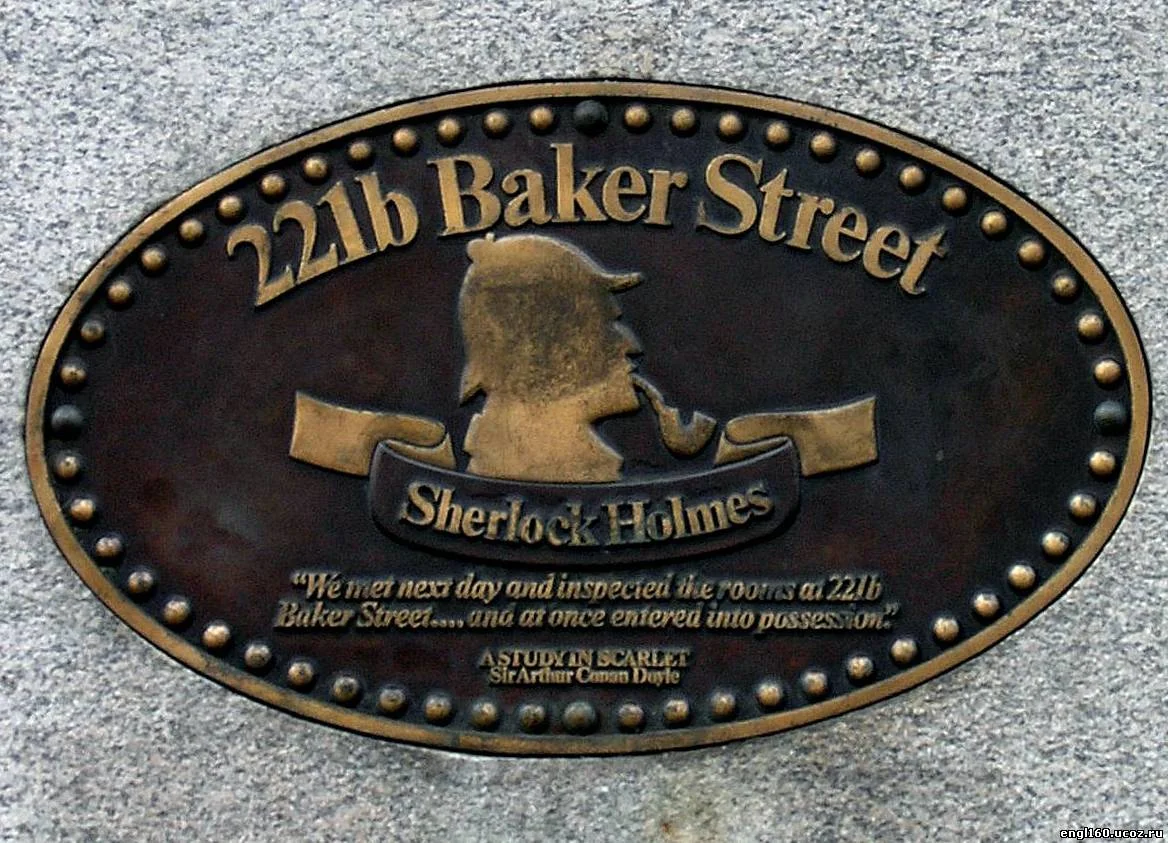 221b Baker Street
Sherlock Holmes
“We met next day and inspected the rooms at 221b
Baker Street.... and at once entered into possession.”
A STUDY IN SCARLET
Sir Arthur Conan Doyle
engl160.ucoz.ru